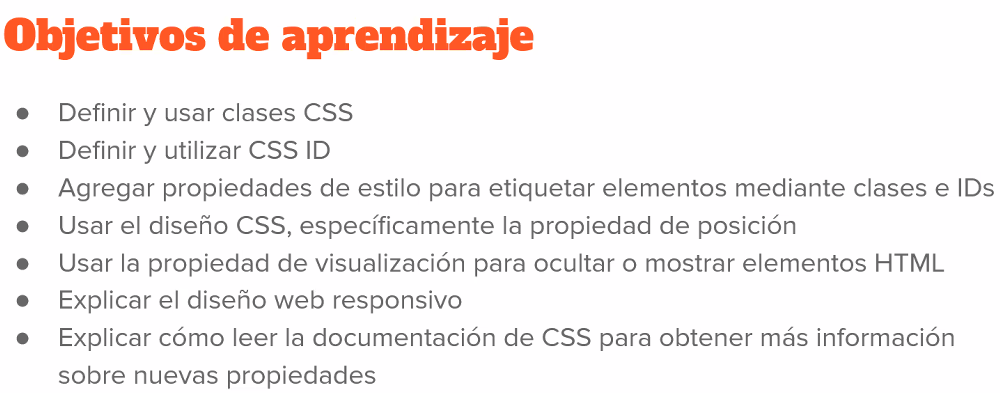 Objetivos de aprendizaje
● Definir y usar clases CSS
● Definir y utilizar CSS ID
● Agregar propiedades de estilo para etiquetar elementos mediante clases e IDs
● Usar el diseño CSS, específicamente la propiedad de posición
● Usar la propiedad de visualización para ocultar o mostrar elementos HTML
● Explicar el diseño web responsivo
● Explicar cómo leer la documentación de CSS para obtener más información
sobre nuevas propiedades